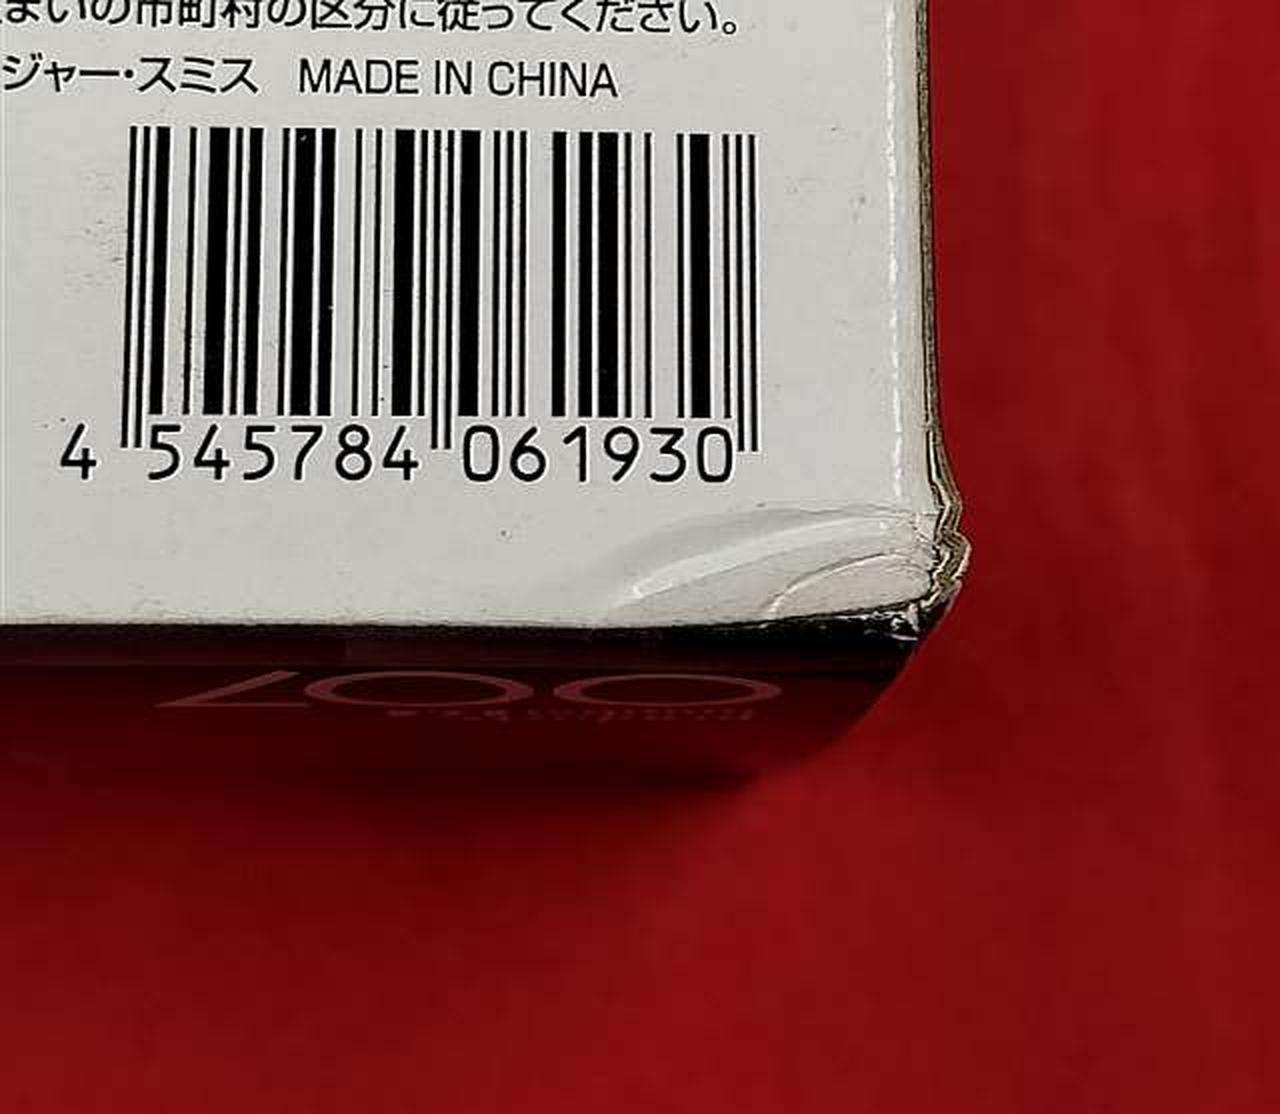 まいの市町村の区分に従ってください。
ジャー・スミス MADE IN CHINA
4 545784 061930